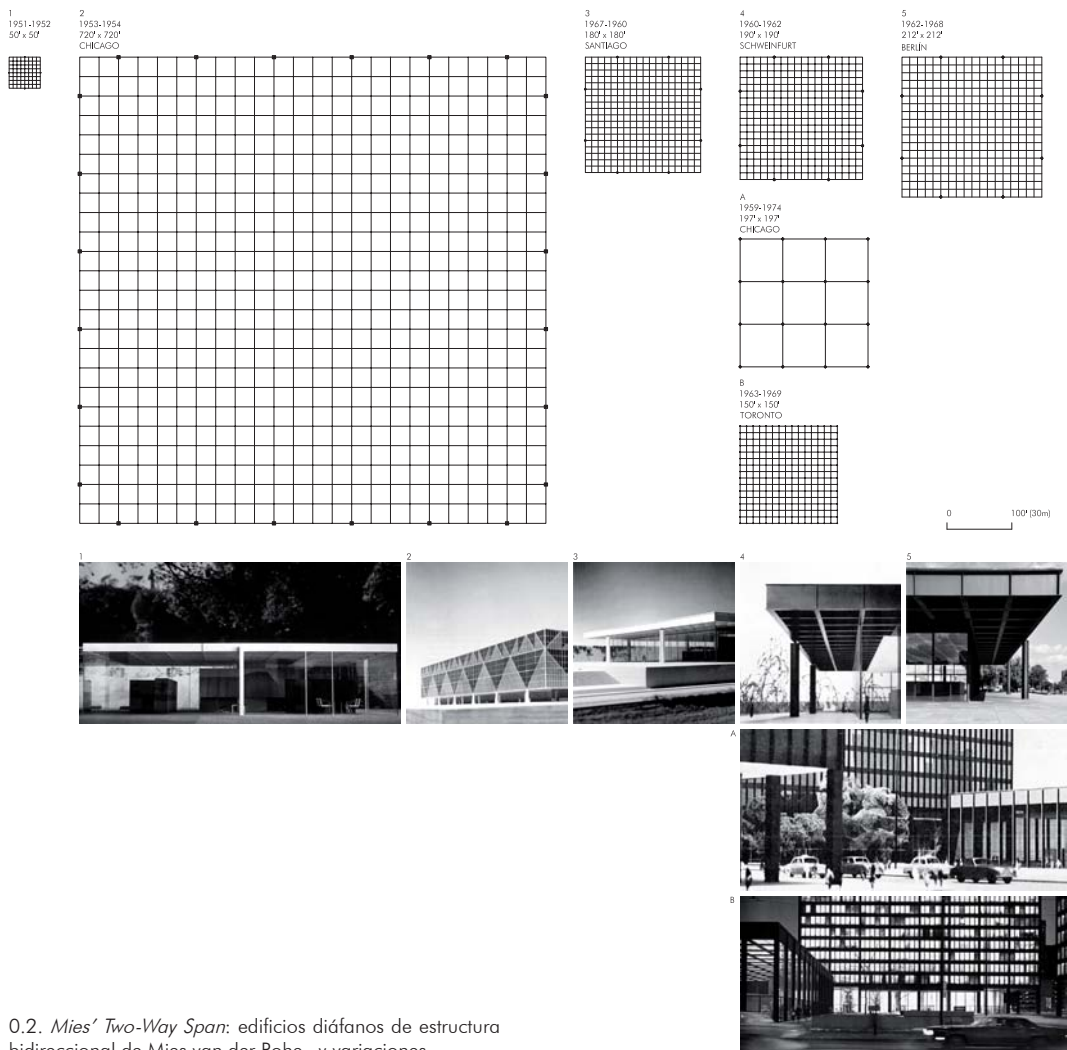 1
1951-1952
50' x 50'
2
1953-1954
720' x 720'
CHICAGO
3
1967-1960
180' x 180'
SANTIAGO
4
1960-1962
190' x 190'
SCHWEINFURT
5
1962-1968
212' x 212'
BERLÍN
A
1959-1974
197' x 197'
CHICAGO
B
1963-1969
150' x 150'
TORONTO
0 100' (30m)
1
2
3
4
5
A
B
0.2. Mies' Two-Way Span: edificios diáfanos de estructura
bidireccional de Mies van der Rohe y variaciones